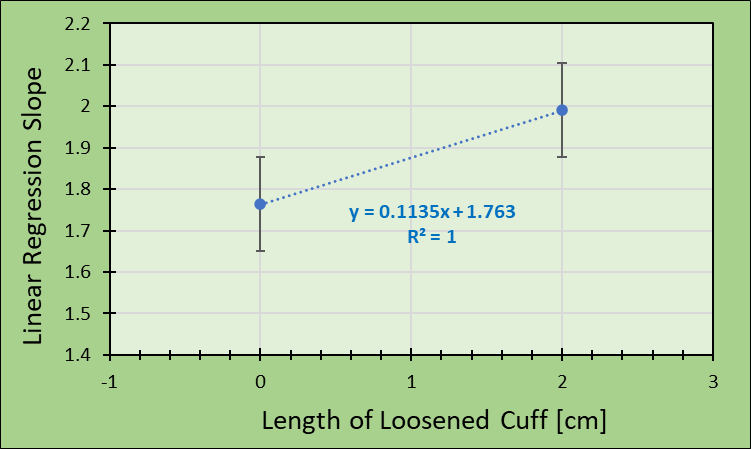 2.2
2.1
2
1.9
1.8
1.7
1.6
1.5
1.4
-1 0 1 2 3
Linear Regression Slope
Length of Loosened Cuff [cm]
y = 0.1135x + 1.763
R² = 1